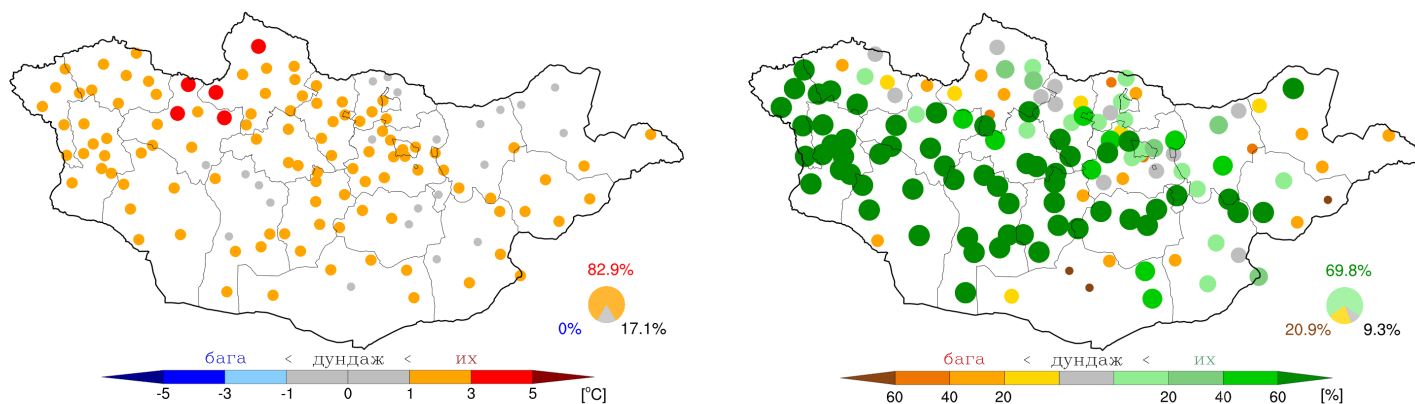 82.9%
0% 17.1%
бага < дундаж < их
-5 -3 -1 0 1 3 5 [°C]
69.8%
20.9% 9.3%
бага < дундаж < их
60 40 20 20 40 60 [%]